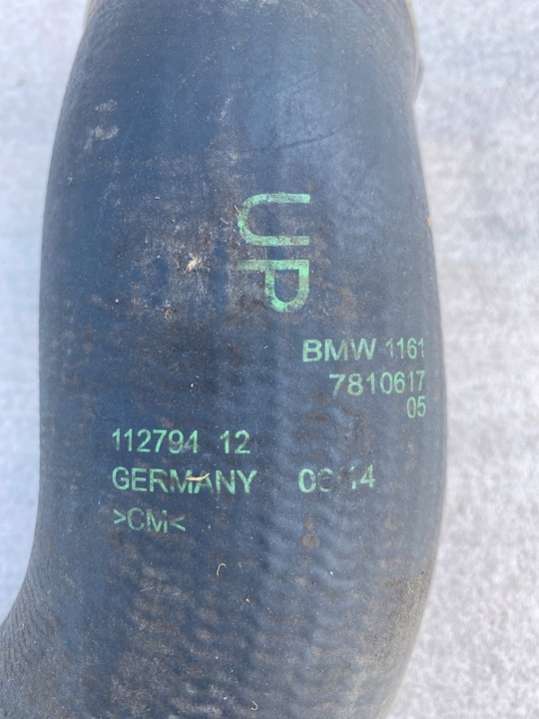 UP
BMW 1161
7810617
05
112794 12
GERMANY
>CM<